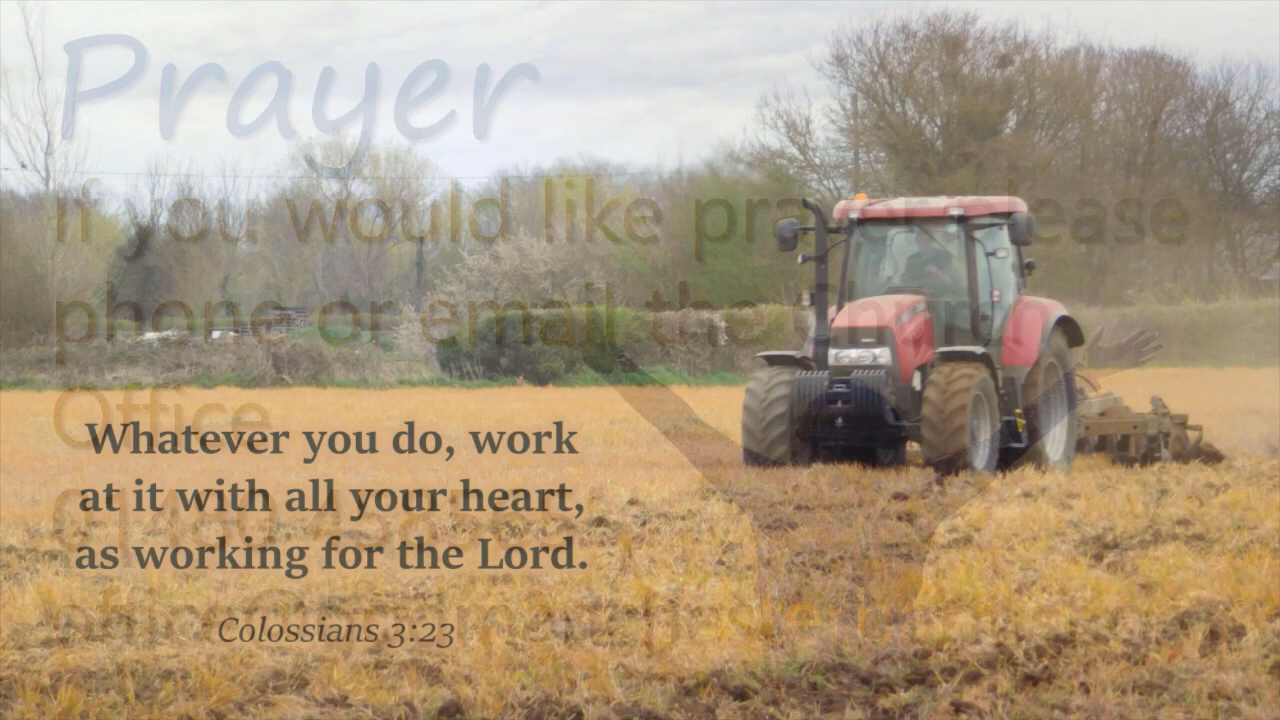 Prayer
If you would like prayer please
phone or email the Church
Office
Whatever you do, work
at it with all your heart,
as working for the Lord.
Colossians 3:23